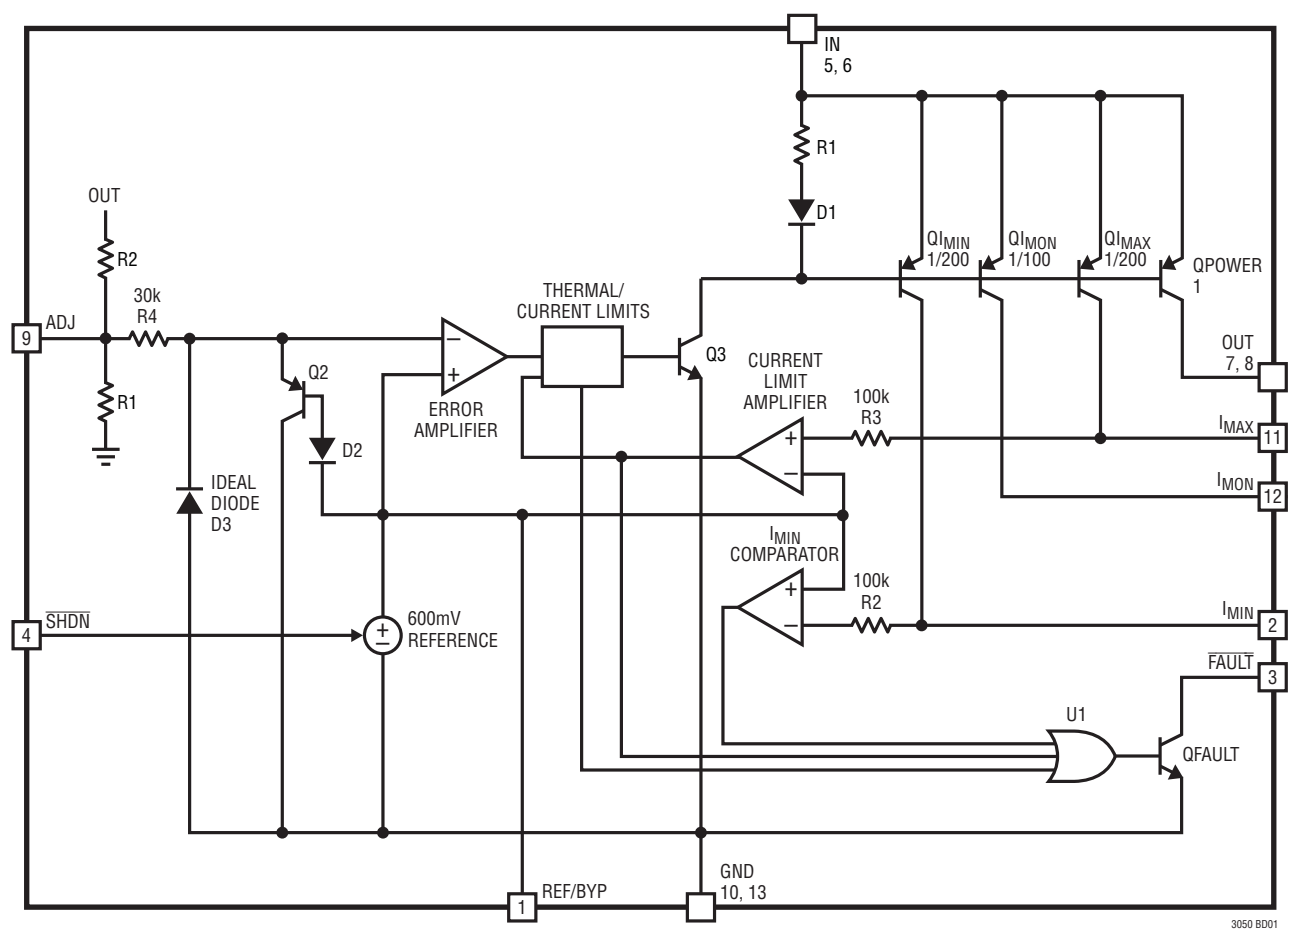 IN
5, 6
R1
D1
OUT
R2
30k
R4
ADJ
9
R1
QIMIN
1/200
QIMON
1/100
QIMAX
1/200
QPOWER
1
THERMAL/
CURRENT LIMITS
Q3
Q2
–
+
ERROR
AMPLIFIER
CURRENT
LIMIT
AMPLIFIER
100k
R3
+
–
OUT
7, 8
IMAX
11
IMON
12
D2
IDEAL
DIODE
D3
IMIN
COMPARATOR
100k
R2
+
–
IMIN
2
SHDN
4
+
–
600mV
REFERENCE
FAULT
3
U1
QFAULT
REF/BYP
1
GND
10, 13
3050 BD01